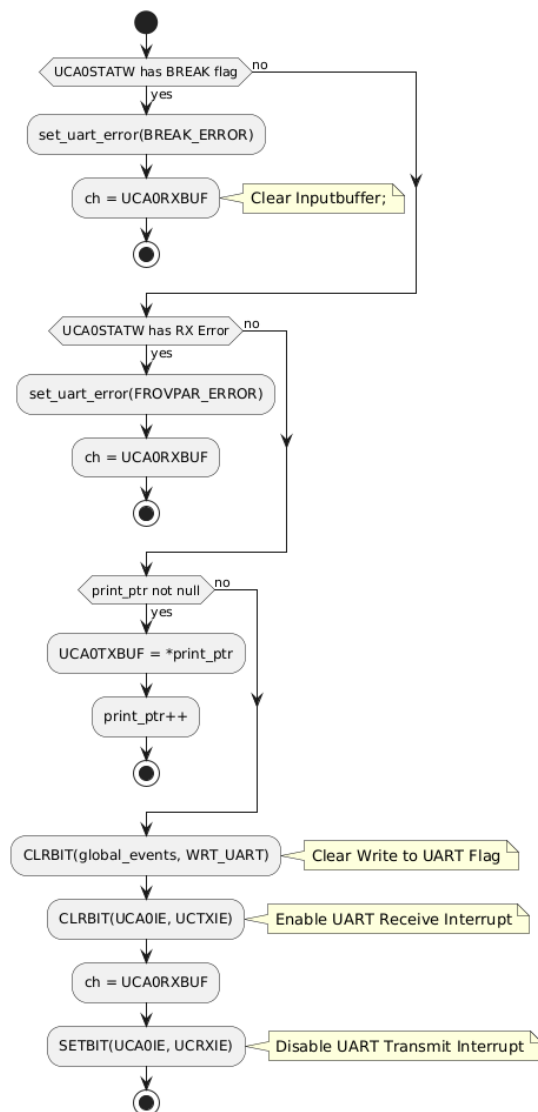 UCA0STATW has BREAK flag
no
yes
set_uart_error(BREAK_ERROR)
ch = UCA0RXBUF
Clear Inputbuffer;
UCA0STATW has RX Error
no
yes
set_uart_error(FROVPAR_ERROR)
ch = UCA0RXBUF
print_ptr not null
no
yes
UCA0TXBUF = *print_ptr
print_ptr++
CLRBIT(global_events, WRT_UART)
Clear Write to UART Flag
CLRBIT(UCA0IE, UCTXIE)
Enable UART Receive Interrupt
ch = UCA0RXBUF
SETBIT(UCA0IE, UCRXIE)
Disable UART Transmit Interrupt